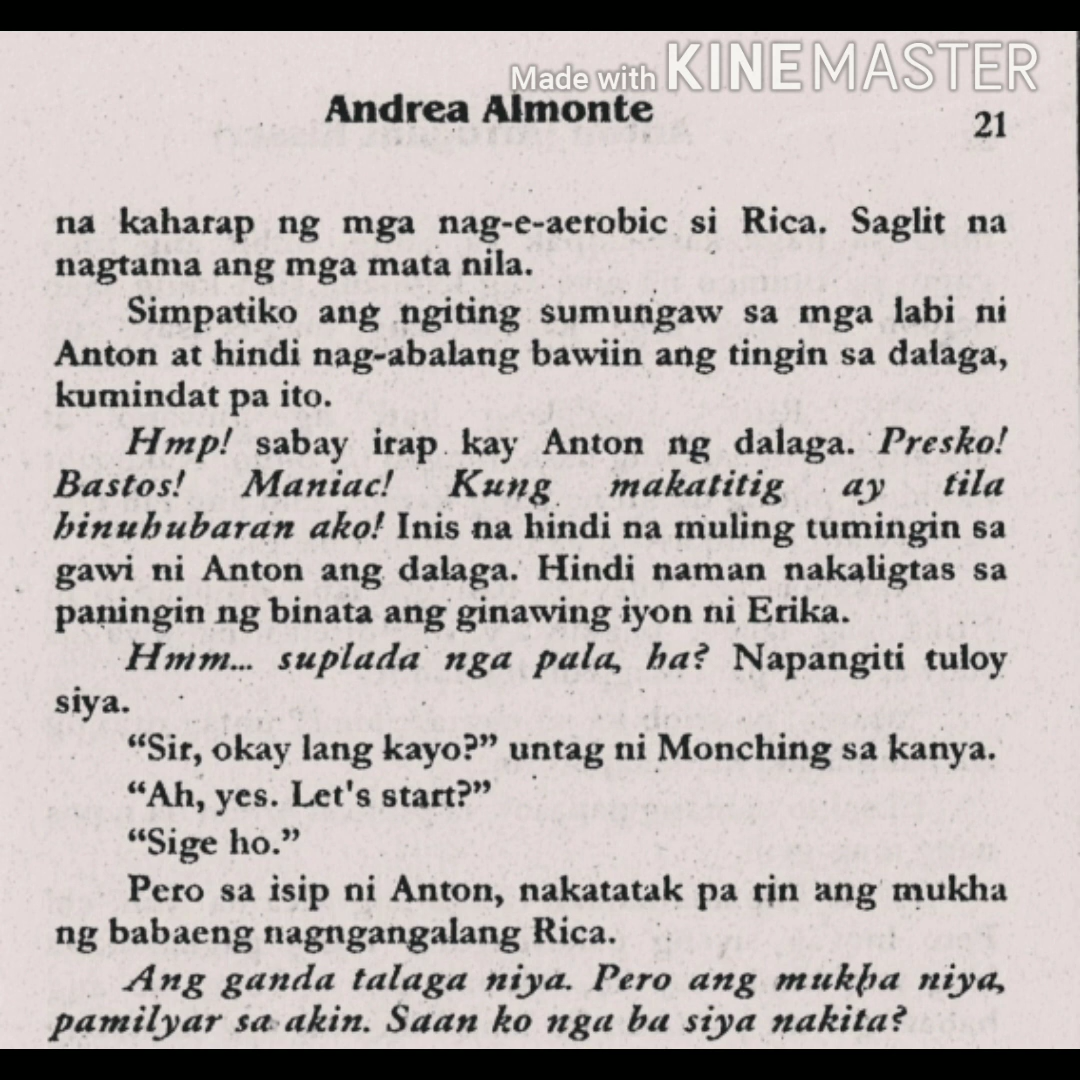 Made with KINEMASTER
Andrea Almonte
21
na kaharap ng mga nag-e-aerobic si Rica. Saglit na
nagtama ang mga mata nila.
Simpatiko ang ngiting sumungaw sa mga labi ni
Anton at hindi nag-abalang bawiin ang tingin sa dalaga,
kumindat pa ito.
Hmp! sabay irap kay Anton ng dalaga. Presko!
Bastos! Maniac! Kung makatitig ay tila
hinuhubaran ako! Inis na hindi na muling tumingin sa
gawi ni Anton ang dalaga. Hindi naman nakaligtas sa
paningin ng binata ang ginawing iyon ni Erika.
Hmm... suplada nga pala, ha? Napangiti tuloy
siya.
“Sir, okay lang kayo?” untag ni Monching sa kanya.
“Ah, yes. Let's start?”
“Sige ho.”
Pero sa isip ni Anton, nakatatak pa rin ang mukha
ng babaeng nagngangalang Rica.
Ang ganda talaga niya. Pero ang mukha niya,
pamilyar sa akin. Saan ko nga ba siya nakita?